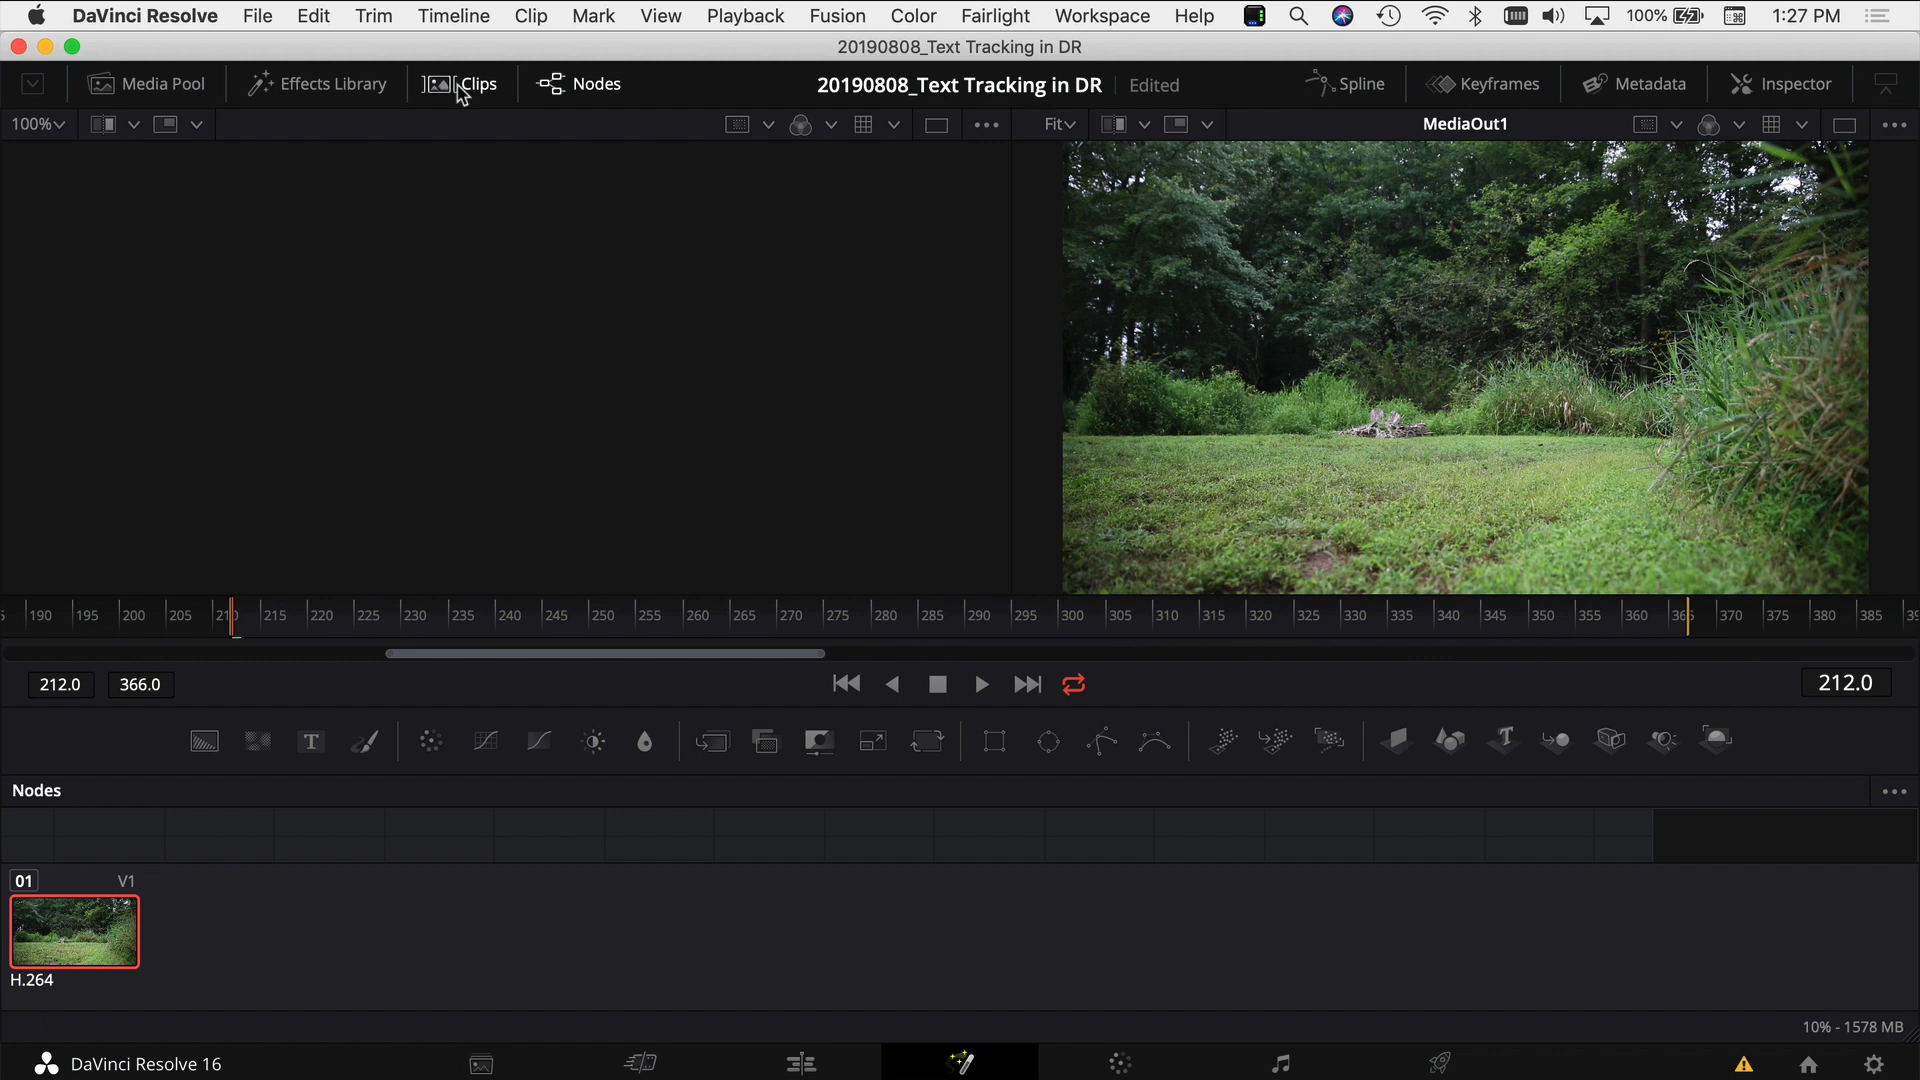 DaVinci Resolve File Edit Trim Timeline Clip Mark View Playback Fusion Color Fairlight Workspace Help 100% 1:27 PM
20190808_Text Tracking in DR
Media Pool Effects Library Clips Nodes 20190808_Text Tracking in DR Edited Spline Keyframes Metadata Inspector
100% Fit MediaOut1
190 195 200 205 210 215 220 225 230 235 240 245 250 255 260 265 270 275 280 285 290 295 300 305 310 315 320 325 330 335 340 345 350 355 360 365 370 375 380 385
212.0 366.0 212.0
T T
Nodes
01 V1
H.264
10% - 1578 MB
DaVinci Resolve 16